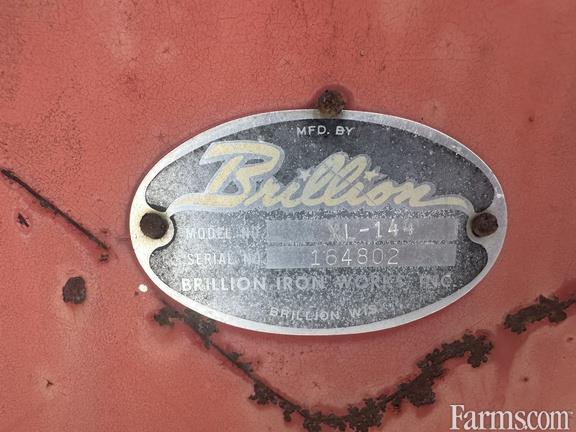 MFD. BY
Brillion
MODEL NO. XL-144
SERIAL NO. 164802
BRILLION IRON WORKS INC.
BRILLION WIS.
Farms.com